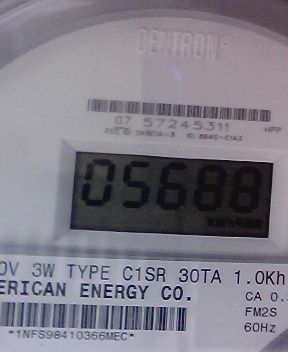 CENTRON®
07 57245311 HPP
05688
0V 3W TYPE C1SR 30TA 1.0Kh
ERICAN ENERGY CO.
CA 0.
FM2S
60Hz
*1NFS98410366MEC*